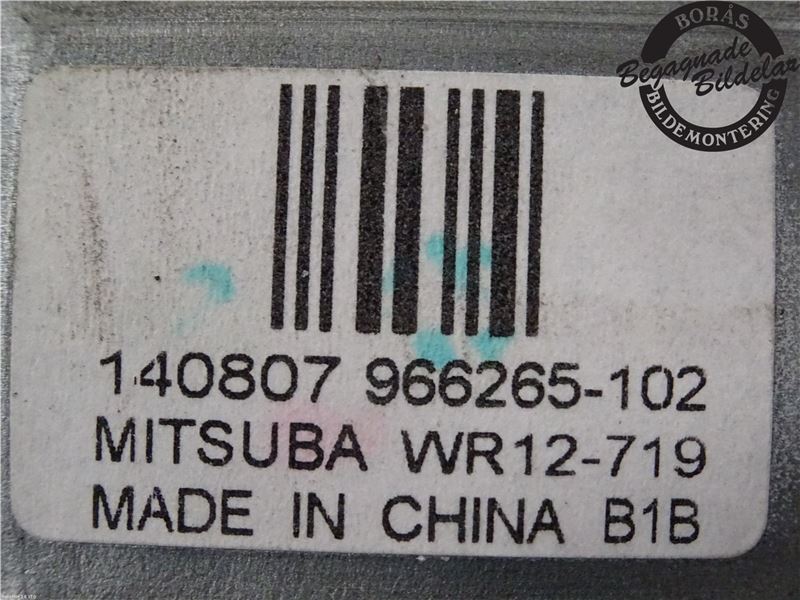 BORÅS
Begagnade
Bildelar
BILDEMONTERING
140807 966265-102
MITSUBA WR12-719
MADE IN CHINA B1B